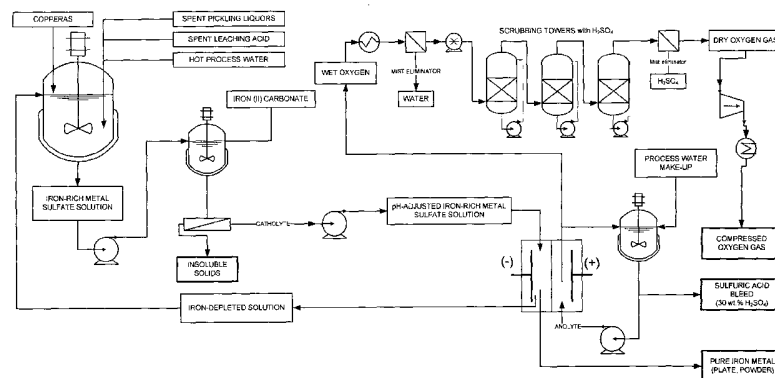 COPPERAS
SPENT PICKLING LIQUORS
SPENT LEACHING ACID
HOT PROCESS WATER
IRON (II) CARBONATE
IRON-RICH METAL
SULFATE SOLUTION
CATHOLYTE
INSOLUBLE
SOLIDS
pH-ADJUSTED IRON-RICH METAL
SULFATE SOLUTION
IRON-DEPLETED SOLUTION
WET OXYGEN
MIST ELIMINATOR
WATER
SCRUBBING TOWERS with H₂SO₄
Mist eliminator
H₂SO₄
DRY OXYGEN GAS
PROCESS WATER
MAKE-UP
COMPRESSED
OXYGEN GAS
(-)
(+)
ANOLYTE
SULFURIC ACID
BLEED
(30 wt.% H₂SO₄)
PURE IRON METAL
(PLATE, POWDER)